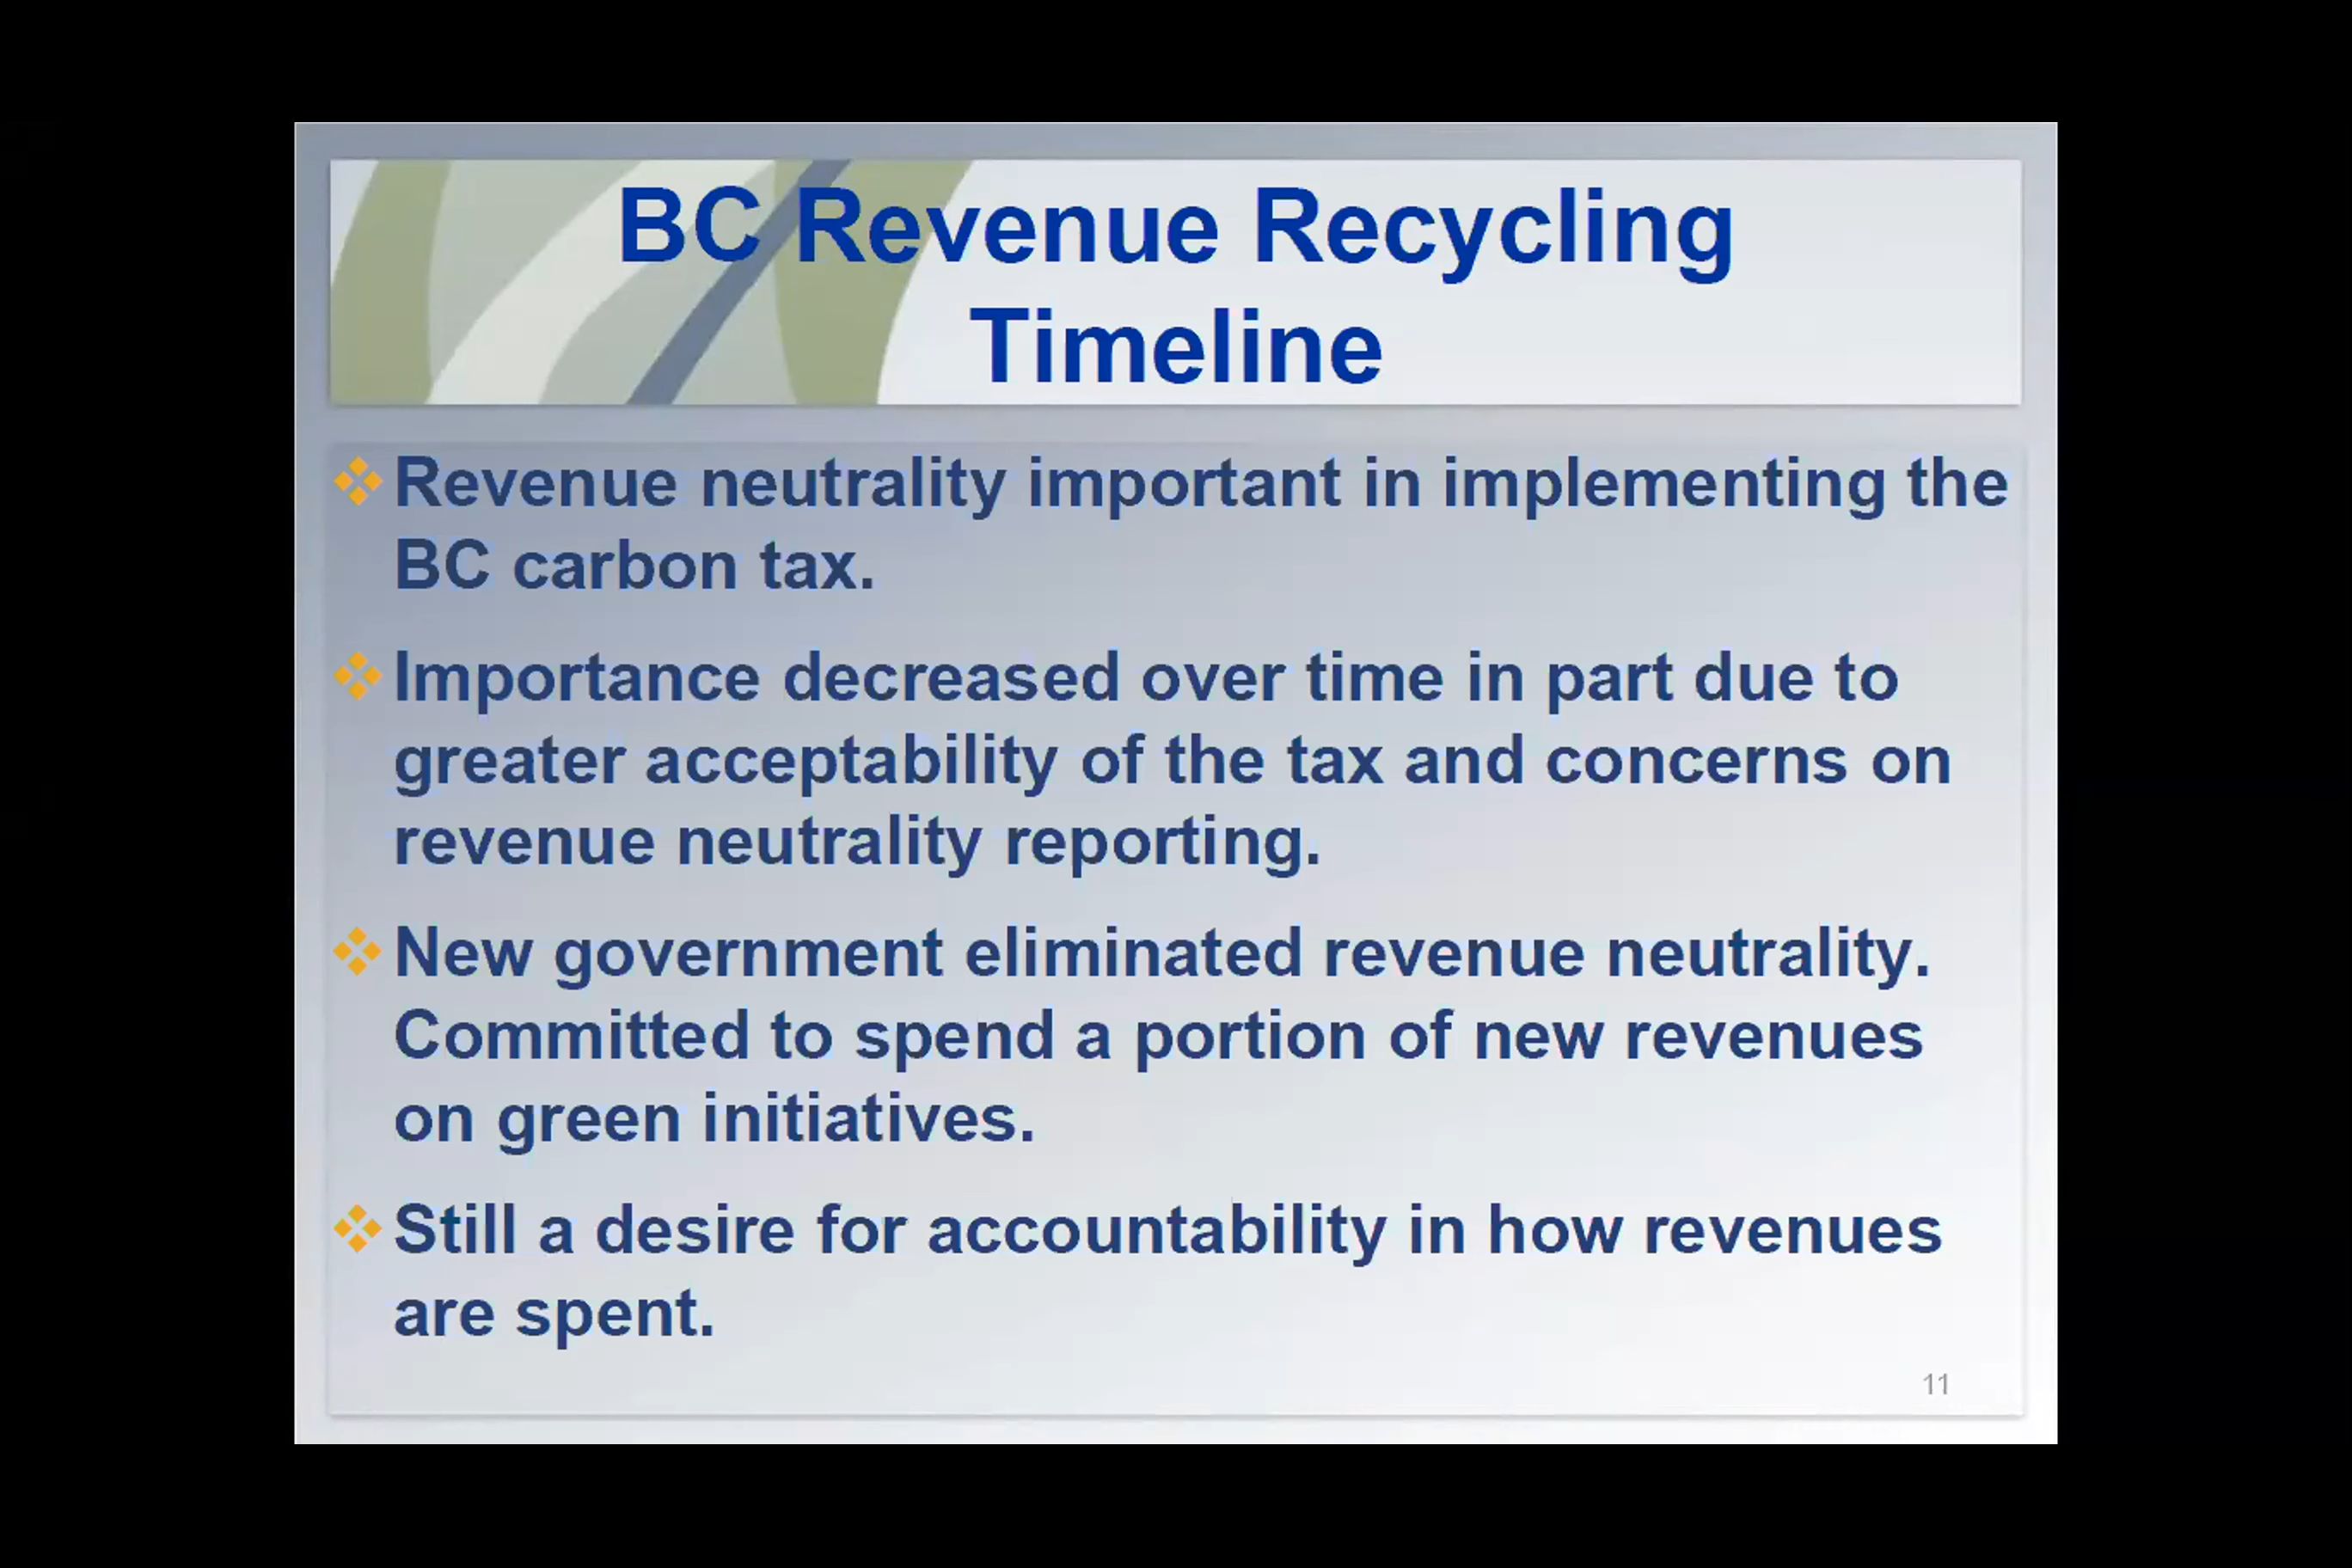 BC Revenue Recycling
Timeline
Revenue neutrality important in implementing the
BC carbon tax.
Importance decreased over time in part due to
greater acceptability of the tax and concerns on
revenue neutrality reporting.
New government eliminated revenue neutrality.
Committed to spend a portion of new revenues
on green initiatives.
Still a desire for accountability in how revenues
are spent.
11